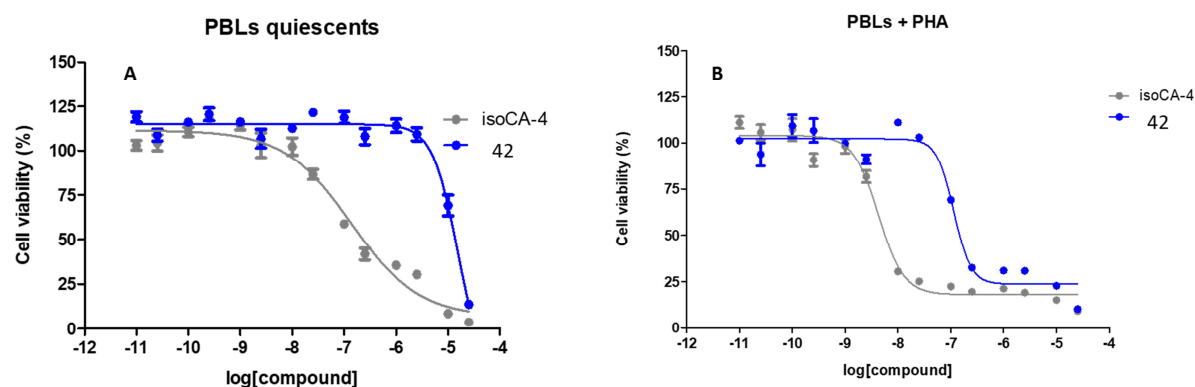 PBLs quiescents
A
150
125
100
75
50
25
0
Cell viability (%)
-12 -11 -10 -9 -8 -7 -6 -5 -4
log[compound]
isoCA-4
42
PBLs + PHA
B
150
125
100
75
50
25
0
Cell viability (%)
-12 -11 -10 -9 -8 -7 -6 -5 -4
log[compound]
isoCA-4
42